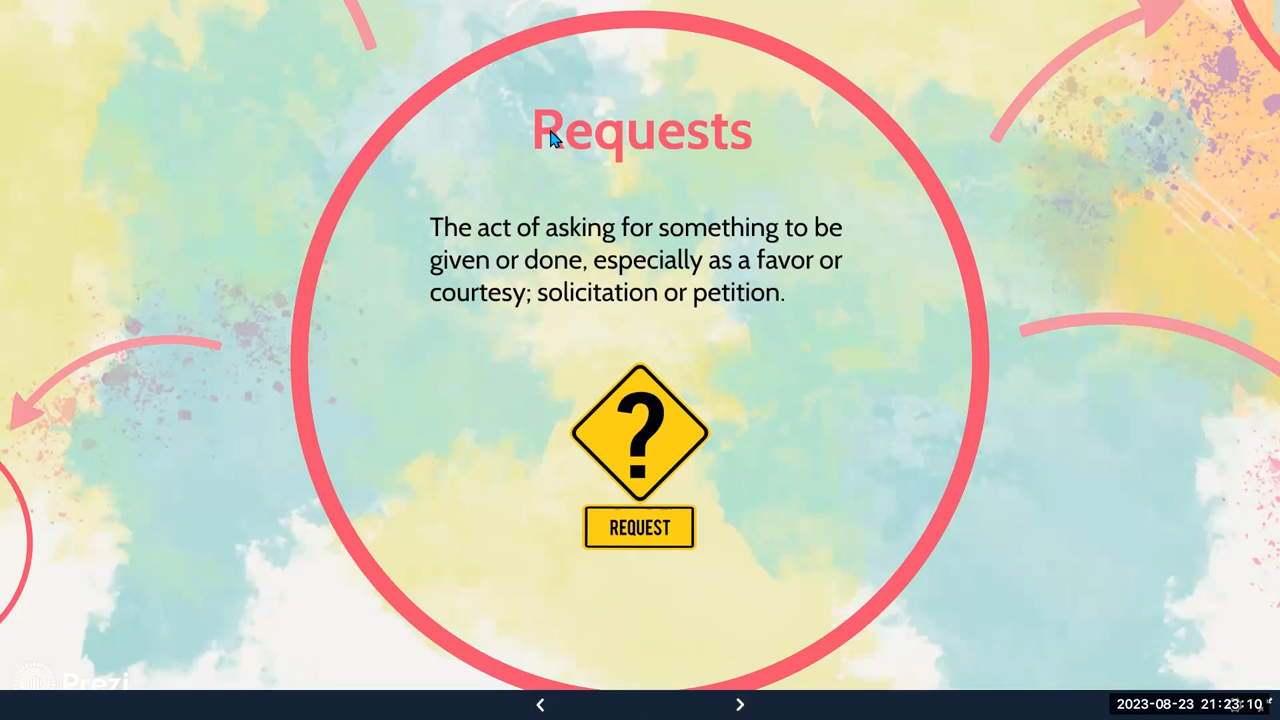 Requests
The act of asking for something to be
given or done, especially as a favor or
courtesy; solicitation or petition.
?
REQUEST
Prezi
2023-08-23 21:23:10